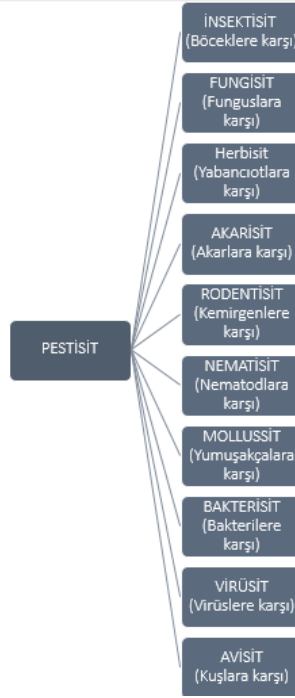 PESTİSİT
İNSEKTİSİT
(Böceklere karşı)
FUNGİSİT
(Funguslara
karşı)
Herbisit
(Yabancıotlara
karşı)
AKARİSİT
(Akarlara karşı)
RODENTİSİT
(Kemirgenlere
karşı)
NEMATİSİT
(Nematodlara
karşı)
MOLLUSSİT
(Yumuşakçalara
karşı)
BAKTERİSİT
(Bakterilere
karşı)
VİRÜSİT
(Virüslere karşı)
AVİSİT
(Kuşlara karşı)